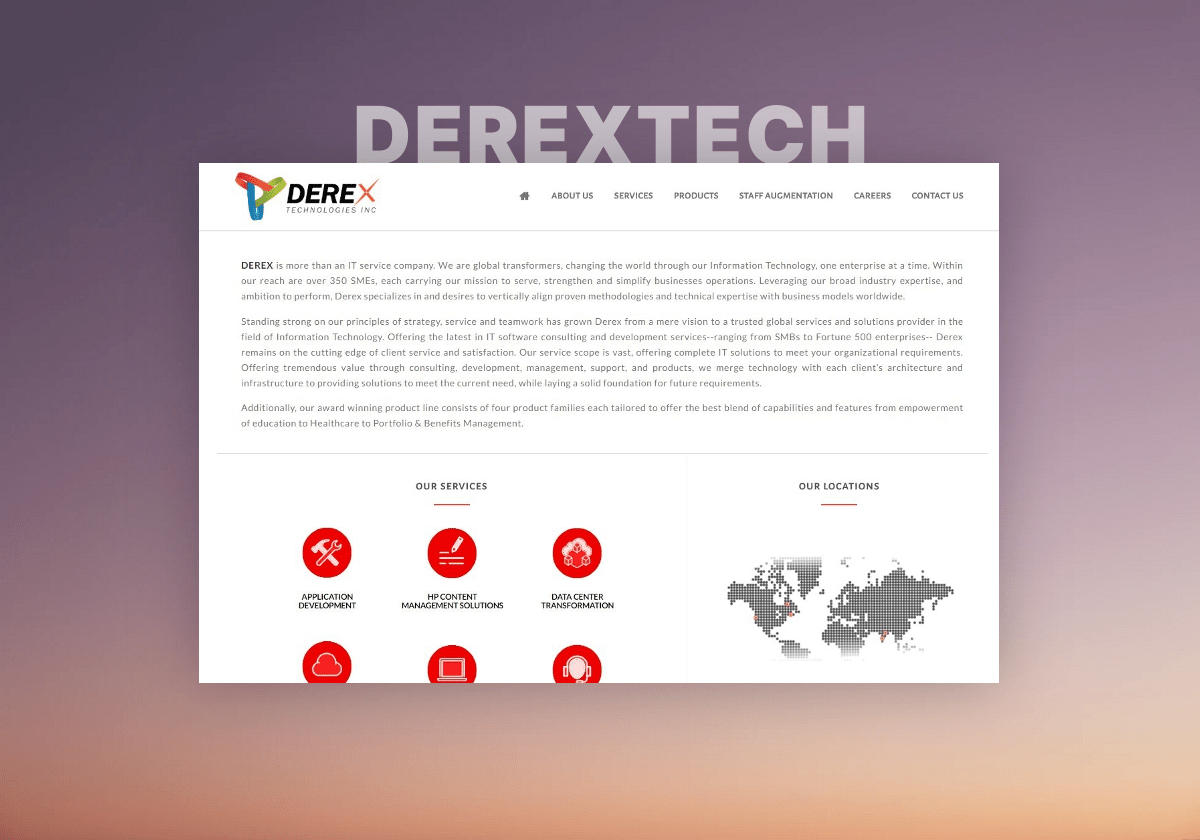 DEREXTECH
DEREX
TECHNOLOGIES INC
ABOUT US SERVICES PRODUCTS STAFF AUGMENTATION CAREERS CONTACT US
DEREX is more than an IT service company. We are global transformers, changing the world through our Information Technology, one enterprise at a time. Within
our reach are over 350 SMEs, each carrying our mission to serve, strengthen and simplify businesses operations. Leveraging our broad industry expertise, and
ambition to perform, Derex specializes in and desires to vertically align proven methodologies and technical expertise with business models worldwide.
Standing strong on our principles of strategy, service and teamwork has grown Derex from a mere vision to a trusted global services and solutions provider in the
field of Information Technology. Offering the latest in IT software consulting and development services--ranging from SMBs to Fortune 500 enterprises-- Derex
remains on the cutting edge of client service and satisfaction. Our service scope is vast, offering complete IT solutions to meet your organizational requirements.
Offering tremendous value through consulting, development, management, support, and products, we merge technology with each client's architecture and
infrastructure to providing solutions to meet the current need, while laying a solid foundation for future requirements.
Additionally, our award winning product line consists of four product families each tailored to offer the best blend of capabilities and features from empowerment
of education to Healthcare to Portfolio & Benefits Management.
OUR SERVICES
APPLICATION
DEVELOPMENT
HP CONTENT
MANAGEMENT SOLUTIONS
DATA CENTER
TRANSFORMATION
OUR LOCATIONS